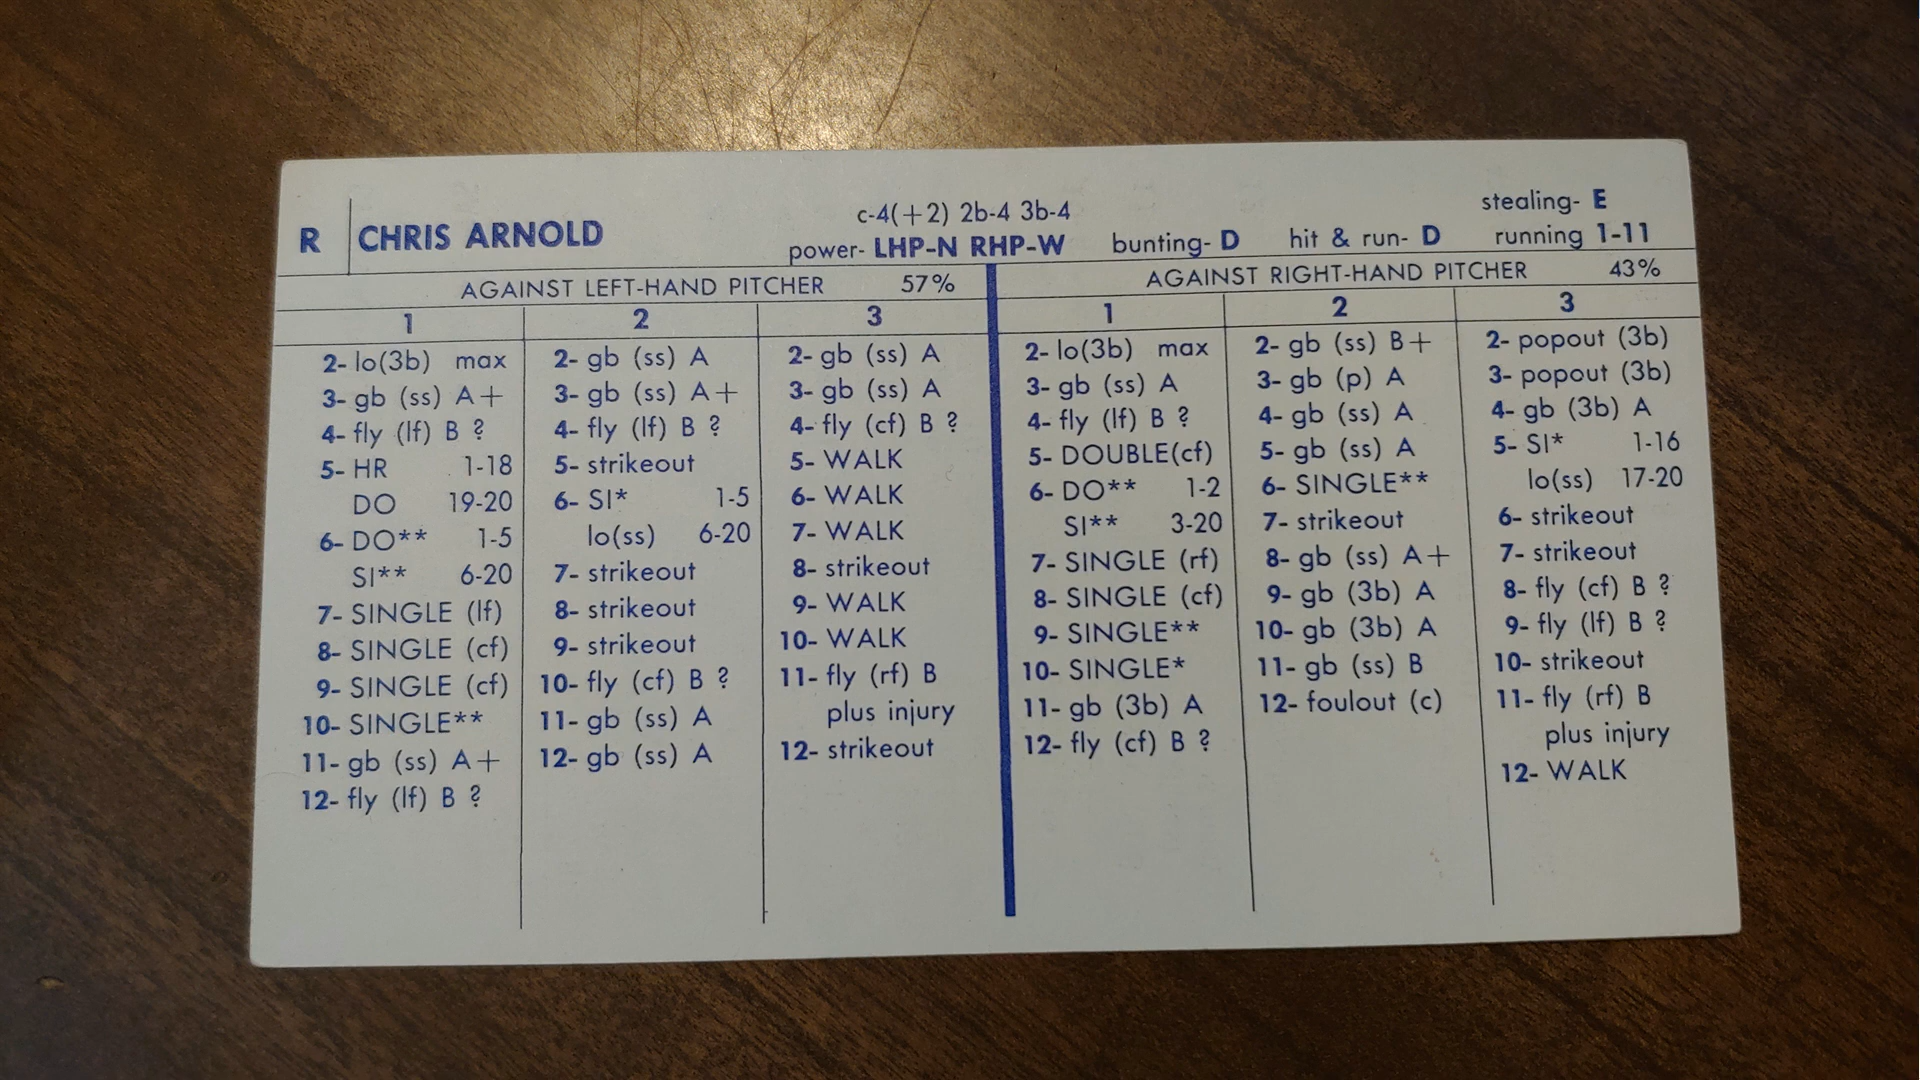 R CHRIS ARNOLD
c-4(+2) 2b-4 3b-4
power- LHP-N RHP-W bunting- D hit & run- D
stealing- E
running 1-11
AGAINST LEFT-HAND PITCHER 57%
1
2- lo(3b) max
3- gb (ss) A+
4- fly (lf) B ?
5- HR 1-18
DO 19-20
6- DO** 1-5
SI** 6-20
7- SINGLE (lf)
8- SINGLE (cf)
9- SINGLE (cf)
10- SINGLE**
11- gb (ss) A+
12- fly (lf) B ?
2
2- gb (ss) A
3- gb (ss) A+
4- fly (lf) B ?
5- strikeout
6- SI* 1-5
lo(ss) 6-20
7- strikeout
8- strikeout
9- strikeout
10- fly (cf) B ?
11- gb (ss) A
12- gb (ss) A
3
2- gb (ss) A
3- gb (ss) A
4- fly (cf) B ?
5- WALK
6- WALK
7- WALK
8- strikeout
9- WALK
10- WALK
11- fly (rf) B
plus injury
12- strikeout
AGAINST RIGHT-HAND PITCHER 43%
1
2- lo(3b) max
3- gb (ss) A
4- fly (lf) B ?
5- DOUBLE(cf)
6- DO** 1-2
SI** 3-20
7- SINGLE (rf)
8- SINGLE (cf)
9- SINGLE**
10- SINGLE*
11- gb (3b) A
12- fly (cf) B ?
2
2- gb (ss) B+
3- gb (p) A
4- gb (ss) A
5- gb (ss) A
6- SINGLE**
7- strikeout
8- gb (ss) A+
9- gb (3b) A
10- gb (3b) A
11- gb (ss) B
12- foulout (c)
3
2- popout (3b)
3- popout (3b)
4- gb (3b) A
5- SI* 1-16
lo(ss) 17-20
6- strikeout
7- strikeout
8- fly (cf) B ?
9- fly (lf) B ?
10- strikeout
11- fly (rf) B
plus injury
12- WALK